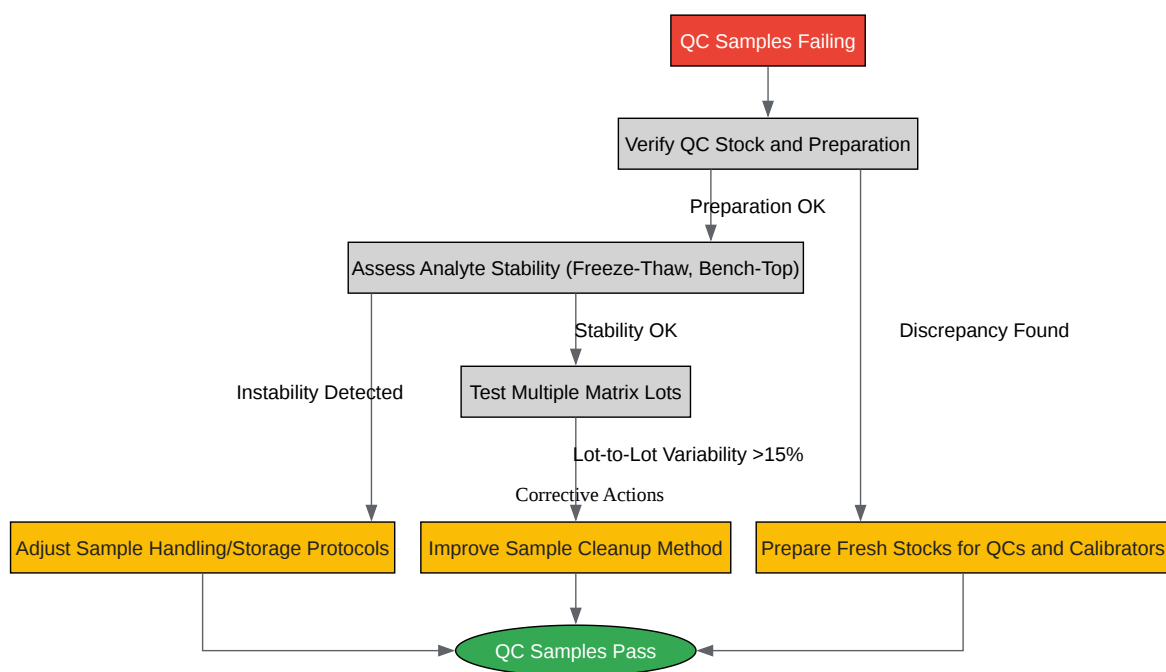 QC Samples Failing
Verify QC Stock and Preparation
Preparation OK
Assess Analyte Stability (Freeze-Thaw, Bench-Top)
Stability OK
Discrepancy Found
Instability Detected
Test Multiple Matrix Lots
Lot-to-Lot Variability >15%
Corrective Actions
Adjust Sample Handling/Storage Protocols
Improve Sample Cleanup Method
Prepare Fresh Stocks for QCs and Calibrators
QC Samples Pass